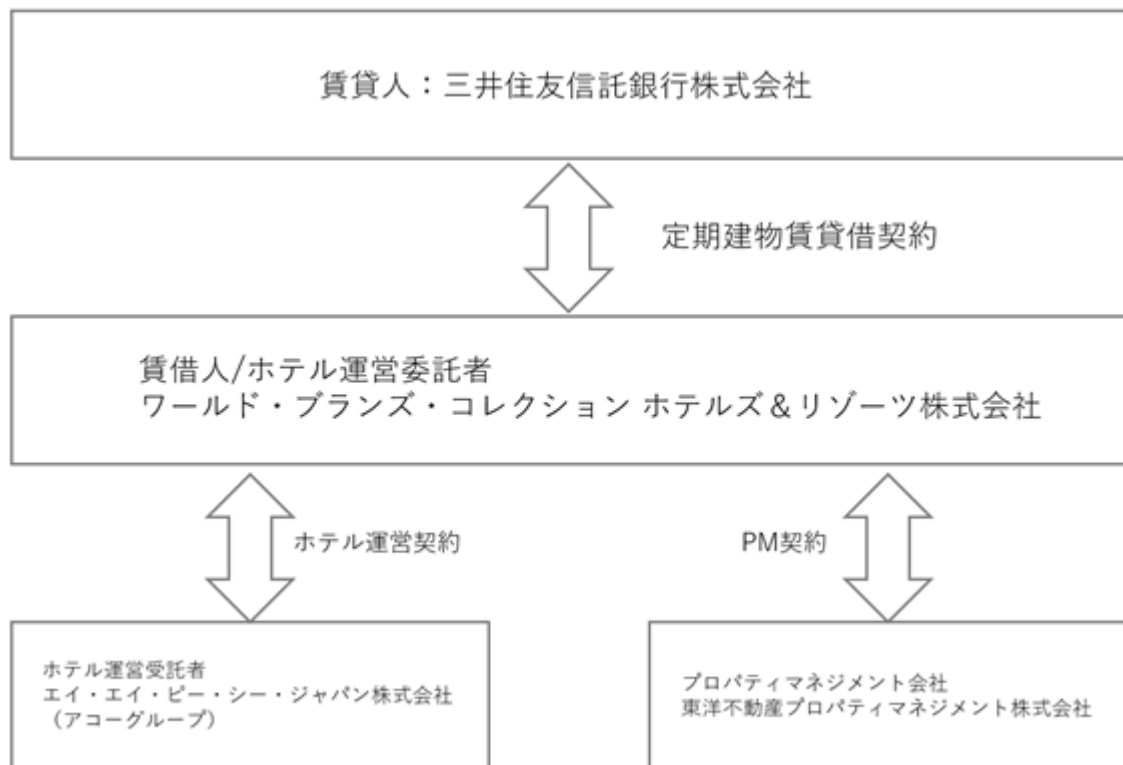 賃貸人：三井住友信託銀行株式会社
定期建物賃貸借契約
賃借人/ホテル運営委託者
ワールド・ブランズ・コレクション ホテルズ＆リゾーツ株式会社
ホテル運営契約
PM契約
ホテル運営受託者
エイ・エイ・ピー・シー・ジャパン株式会社
（アコーグループ）
プロパティマネジメント会社
東洋不動産プロパティマネジメント株式会社